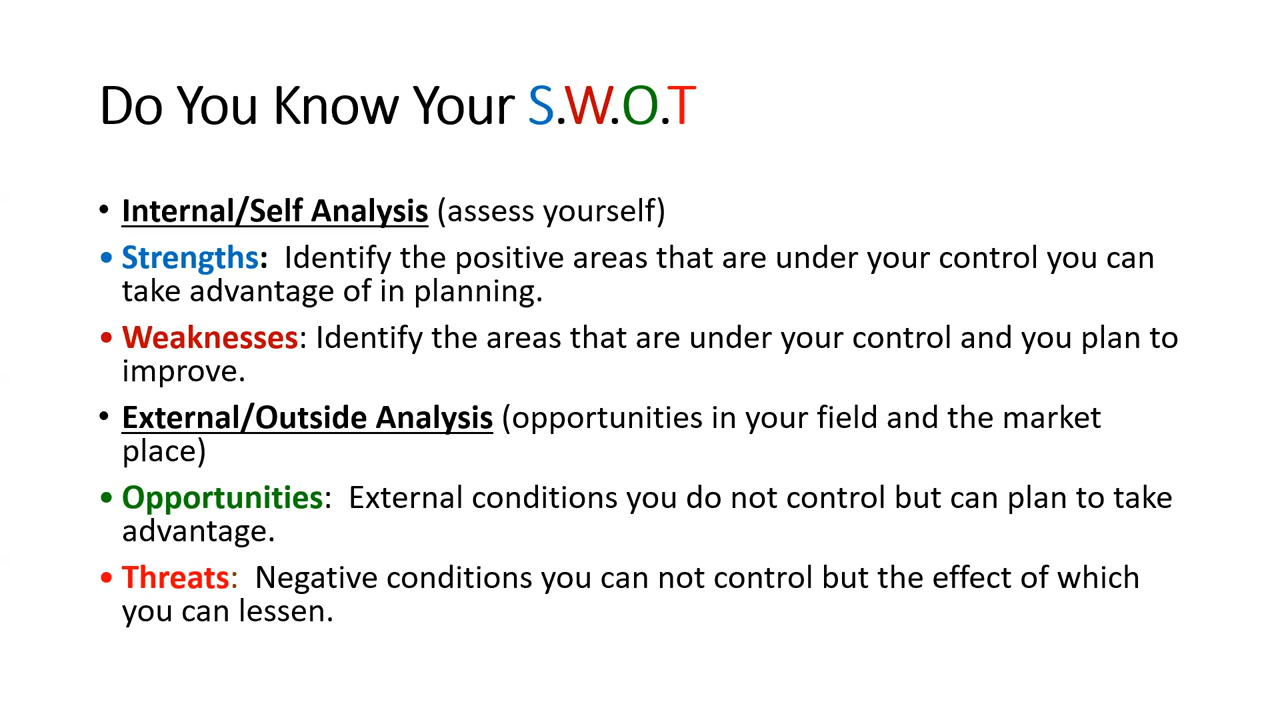 Do You Know Your S.W.O.T
• Internal/Self Analysis (assess yourself)
• Strengths:  Identify the positive areas that are under your control you can
take advantage of in planning.
• Weaknesses: Identify the areas that are under your control and you plan to
improve.
• External/Outside Analysis (opportunities in your field and the market
place)
• Opportunities:  External conditions you do not control but can plan to take
advantage.
• Threats:  Negative conditions you can not control but the effect of which
you can lessen.